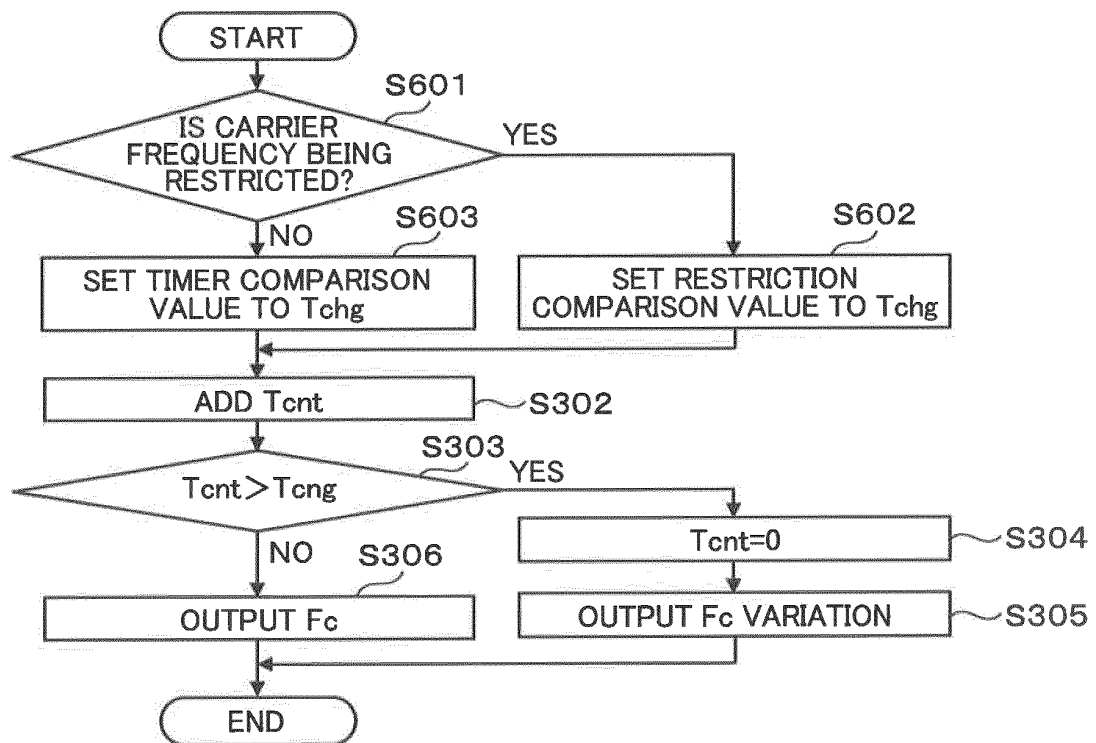 START
S601
IS CARRIER
FREQUENCY BEING
RESTRICTED?
YES
NO
S603
SET TIMER COMPARISON
VALUE TO Tchg
S602
SET RESTRICTION
COMPARISON VALUE TO Tchg
ADD Tcnt
S302
S303
Tcnt>Tcng
YES
NO
Tcnt=0
S304
S306
OUTPUT Fc
OUTPUT Fc VARIATION
S305
END